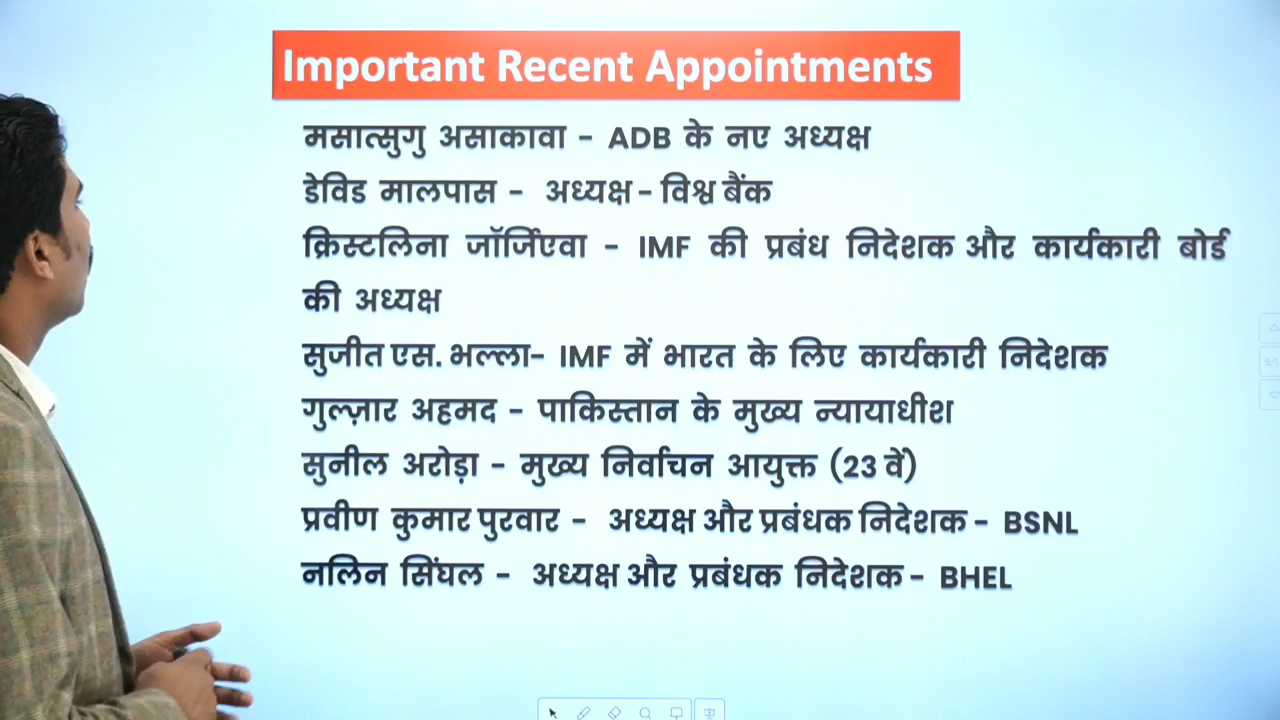 Important Recent Appointments
मसात्सुगु असाकावा - ADB के नए अध्यक्ष
डेविड मालपास - अध्यक्ष - विश्व बैंक
क्रिस्टलिना जॉर्जिएवा - IMF की प्रबंध निदेशक और कार्यकारी बोर्ड
की अध्यक्ष
सुजीत एस. भल्ला- IMF में भारत के लिए कार्यकारी निदेशक
गुल्ज़ार अहमद - पाकिस्तान के मुख्य न्यायाधीश
सुनील अरोड़ा - मुख्य निर्वाचन आयुक्त (23 वें)
प्रवीण कुमार पुरवार - अध्यक्ष और प्रबंधक निदेशक - BSNL
नलिन सिंघल - अध्यक्ष और प्रबंधक निदेशक - BHEL